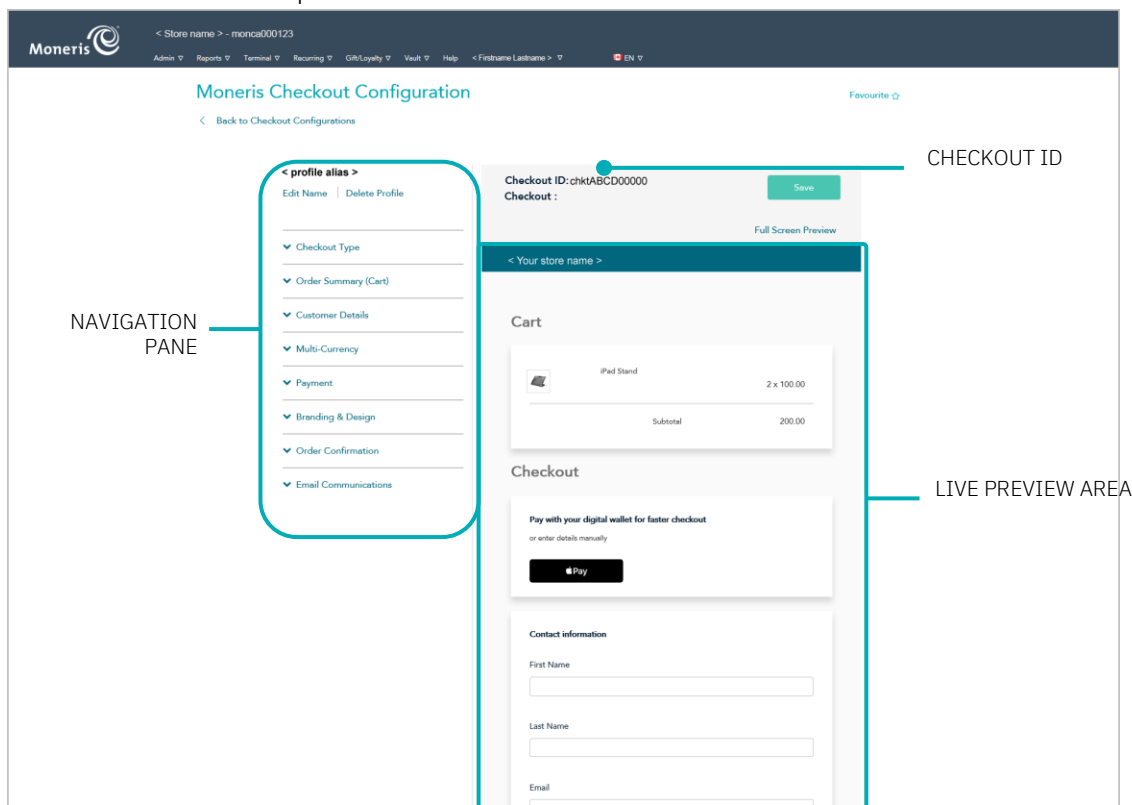 Moneris
< Store name > - monca000123
Admin Reports Terminal Recurring Gift/Loyalty Vault Help < Firstname Lastname > EN
Moneris Checkout Configuration
Favourite
Back to Checkout Configurations
CHECKOUT ID
< profile alias >
Edit Name | Delete Profile
Checkout ID: chktABCD00000
Checkout :
Save
Full Screen Preview
Checkout Type
Order Summary (Cart)
Customer Details
Multi-Currency
Payment
Branding & Design
Order Confirmation
Email Communications
NAVIGATION
PANE
< Your store name >
Cart
iPad Stand
2 x 100.00
Subtotal 200.00
Checkout
LIVE PREVIEW AREA
Pay with your digital wallet for faster checkout
or enter details manually
Pay
Contact information
First Name
Last Name
Email